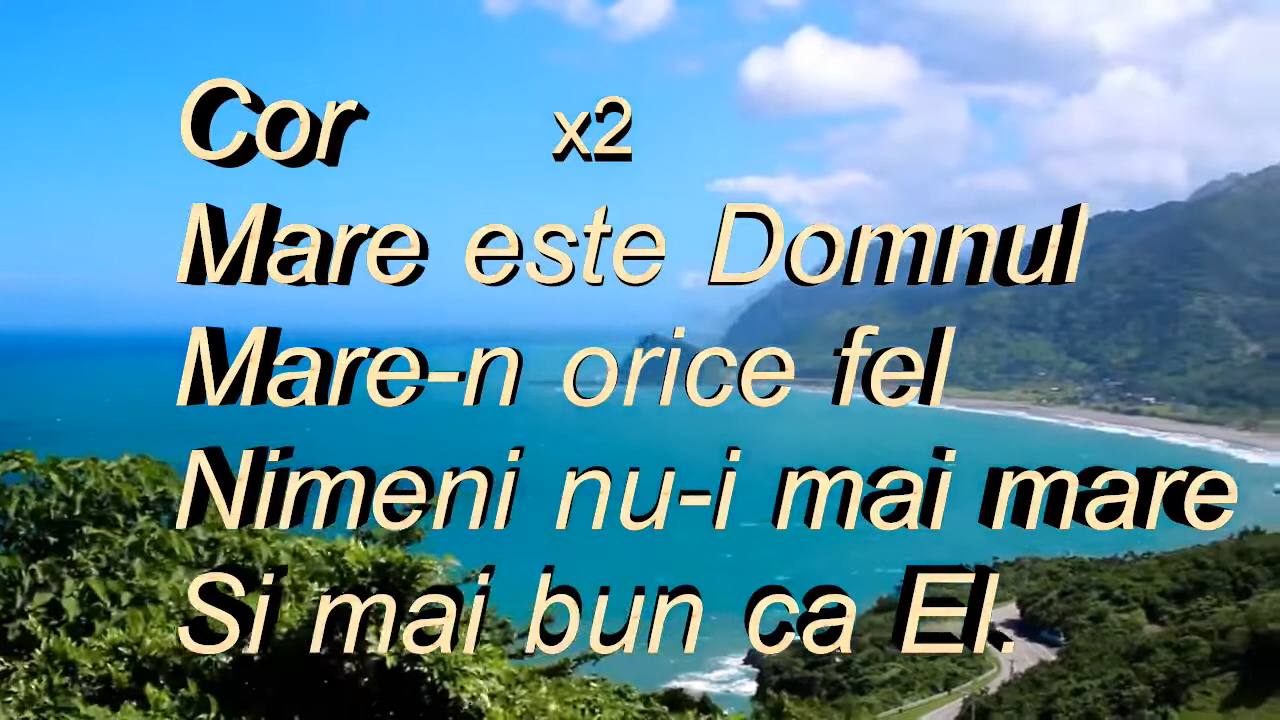 Cor x2
Mare este Domnul
Mare-n orice fel
Nimeni nu-i mai mare
Si mai bun ca El.